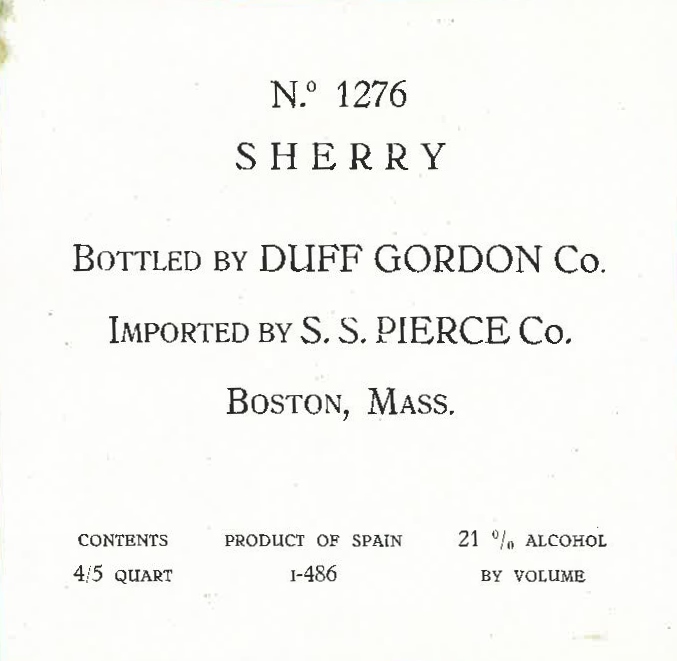 N.º 1276
SHERRY
BOTTLED BY DUFF GORDON Co.
IMPORTED BY S. S. PIERCE Co.
BOSTON, MASS.
CONTENTS PRODUCT OF SPAIN 21 % ALCOHOL
4/5 QUART I-486 BY VOLUME